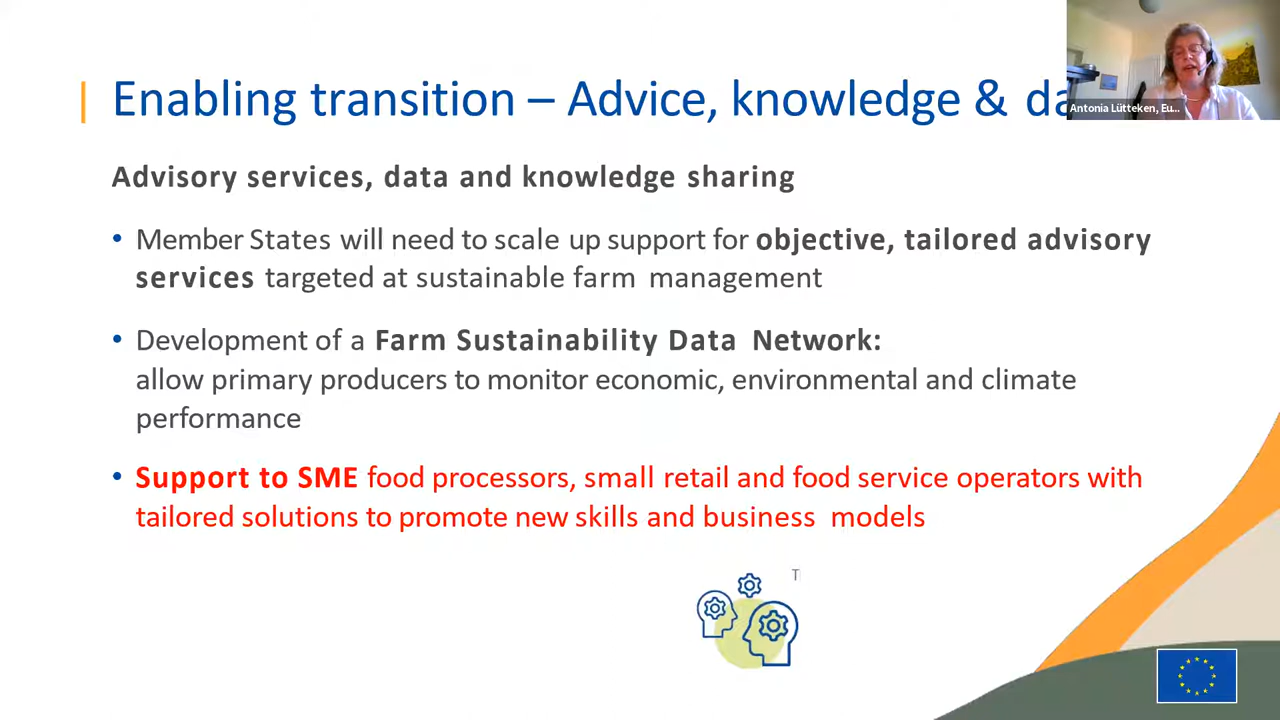 Enabling transition – Advice, knowledge & da
Antonia Lütteken, Eu...
Advisory services, data and knowledge sharing
• Member States will need to scale up support for objective, tailored advisory
services targeted at sustainable farm management
• Development of a Farm Sustainability Data Network:
allow primary producers to monitor economic, environmental and climate
performance
• Support to SME food processors, small retail and food service operators with
tailored solutions to promote new skills and business models